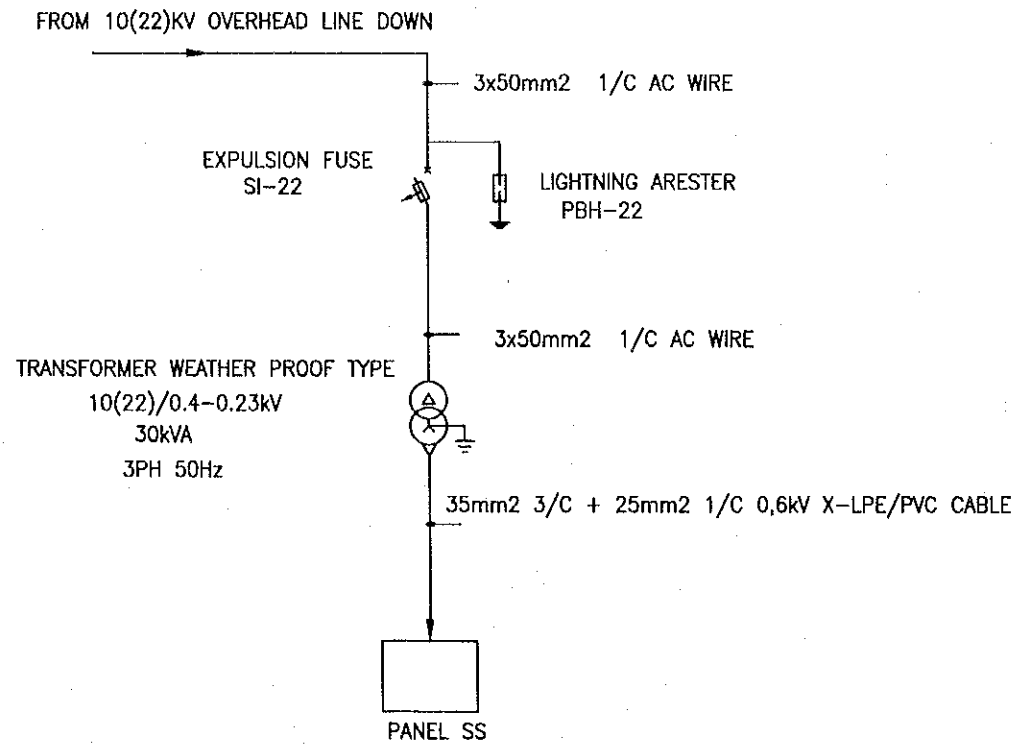 FROM 10(22)KV OVERHEAD LINE DOWN
3x50mm2 1/C AC WIRE
EXPULSION FUSE
SI-22
LIGHTNING ARESTER
PBH-22
3x50mm2 1/C AC WIRE
TRANSFORMER WEATHER PROOF TYPE
10(22)/0.4-0.23kV
30kVA
3PH 50Hz
35mm2 3/C + 25mm2 1/C 0,6kV X-LPE/PVC CABLE
PANEL SS